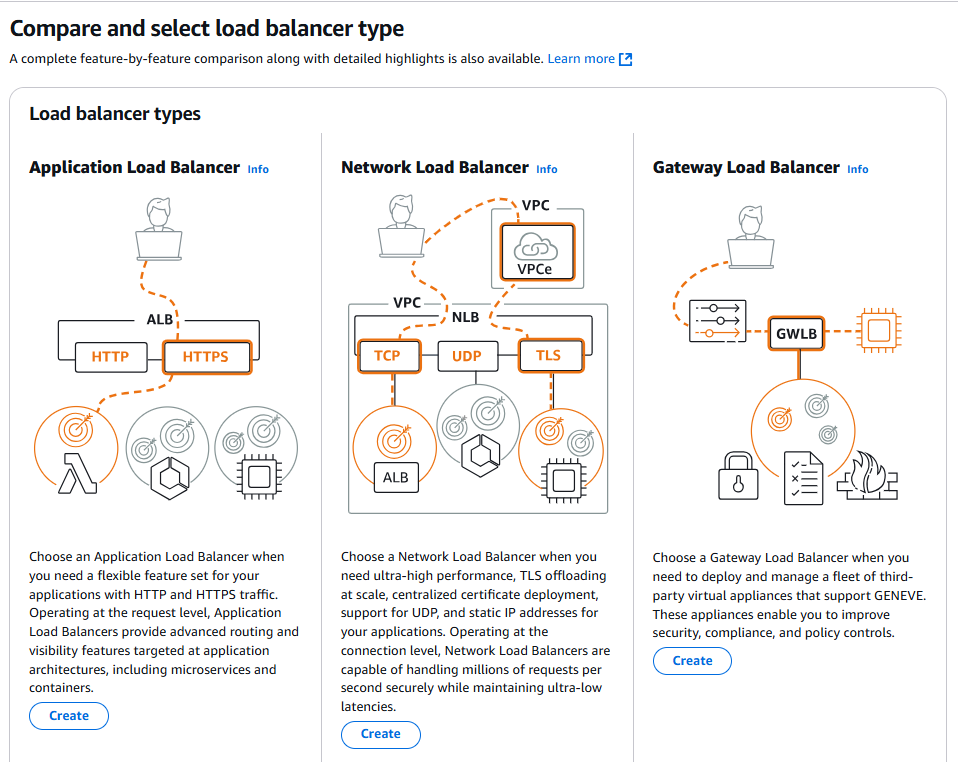 Compare and select load balancer type
A complete feature-by-feature comparison along with detailed highlights is also available. Learn more
Load balancer types
Application Load Balancer Info
ALB
HTTP
HTTPS
Choose an Application Load Balancer when
you need a flexible feature set for your
applications with HTTP and HTTPS traffic.
Operating at the request level, Application
Load Balancers provide advanced routing and
visibility features targeted at application
architectures, including microservices and
containers.
Create
Network Load Balancer Info
VPC
VPCe
VPC
NLB
TCP
UDP
TLS
ALB
Choose a Network Load Balancer when you
need ultra-high performance, TLS offloading
at scale, centralized certificate deployment,
support for UDP, and static IP addresses for
your applications. Operating at the
connection level, Network Load Balancers are
capable of handling millions of requests per
second securely while maintaining ultra-low
latencies.
Create
Gateway Load Balancer Info
GWLB
Choose a Gateway Load Balancer when you
need to deploy and manage a fleet of third-
party virtual appliances that support GENEVE.
These appliances enable you to improve
security, compliance, and policy controls.
Create